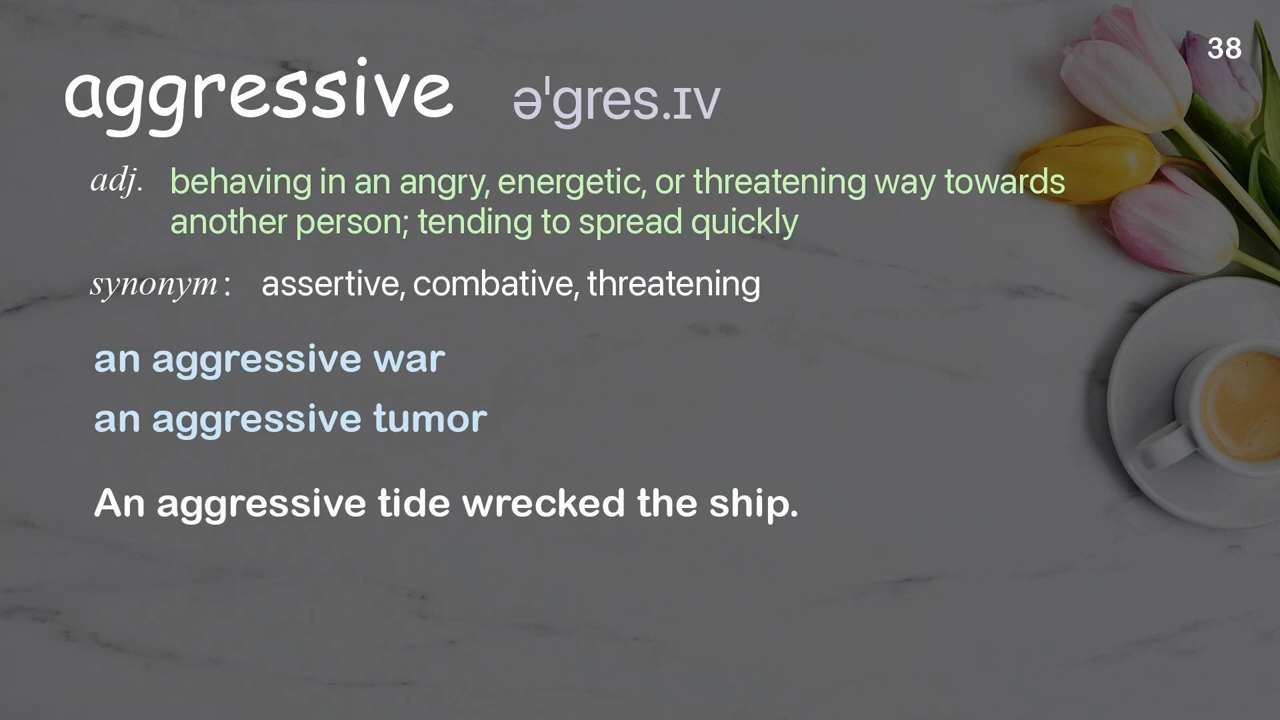 38
aggressive əˈgres.ɪv
adj. behaving in an angry, energetic, or threatening way towards
another person; tending to spread quickly
synonym: assertive, combative, threatening
an aggressive war
an aggressive tumor
An aggressive tide wrecked the ship.